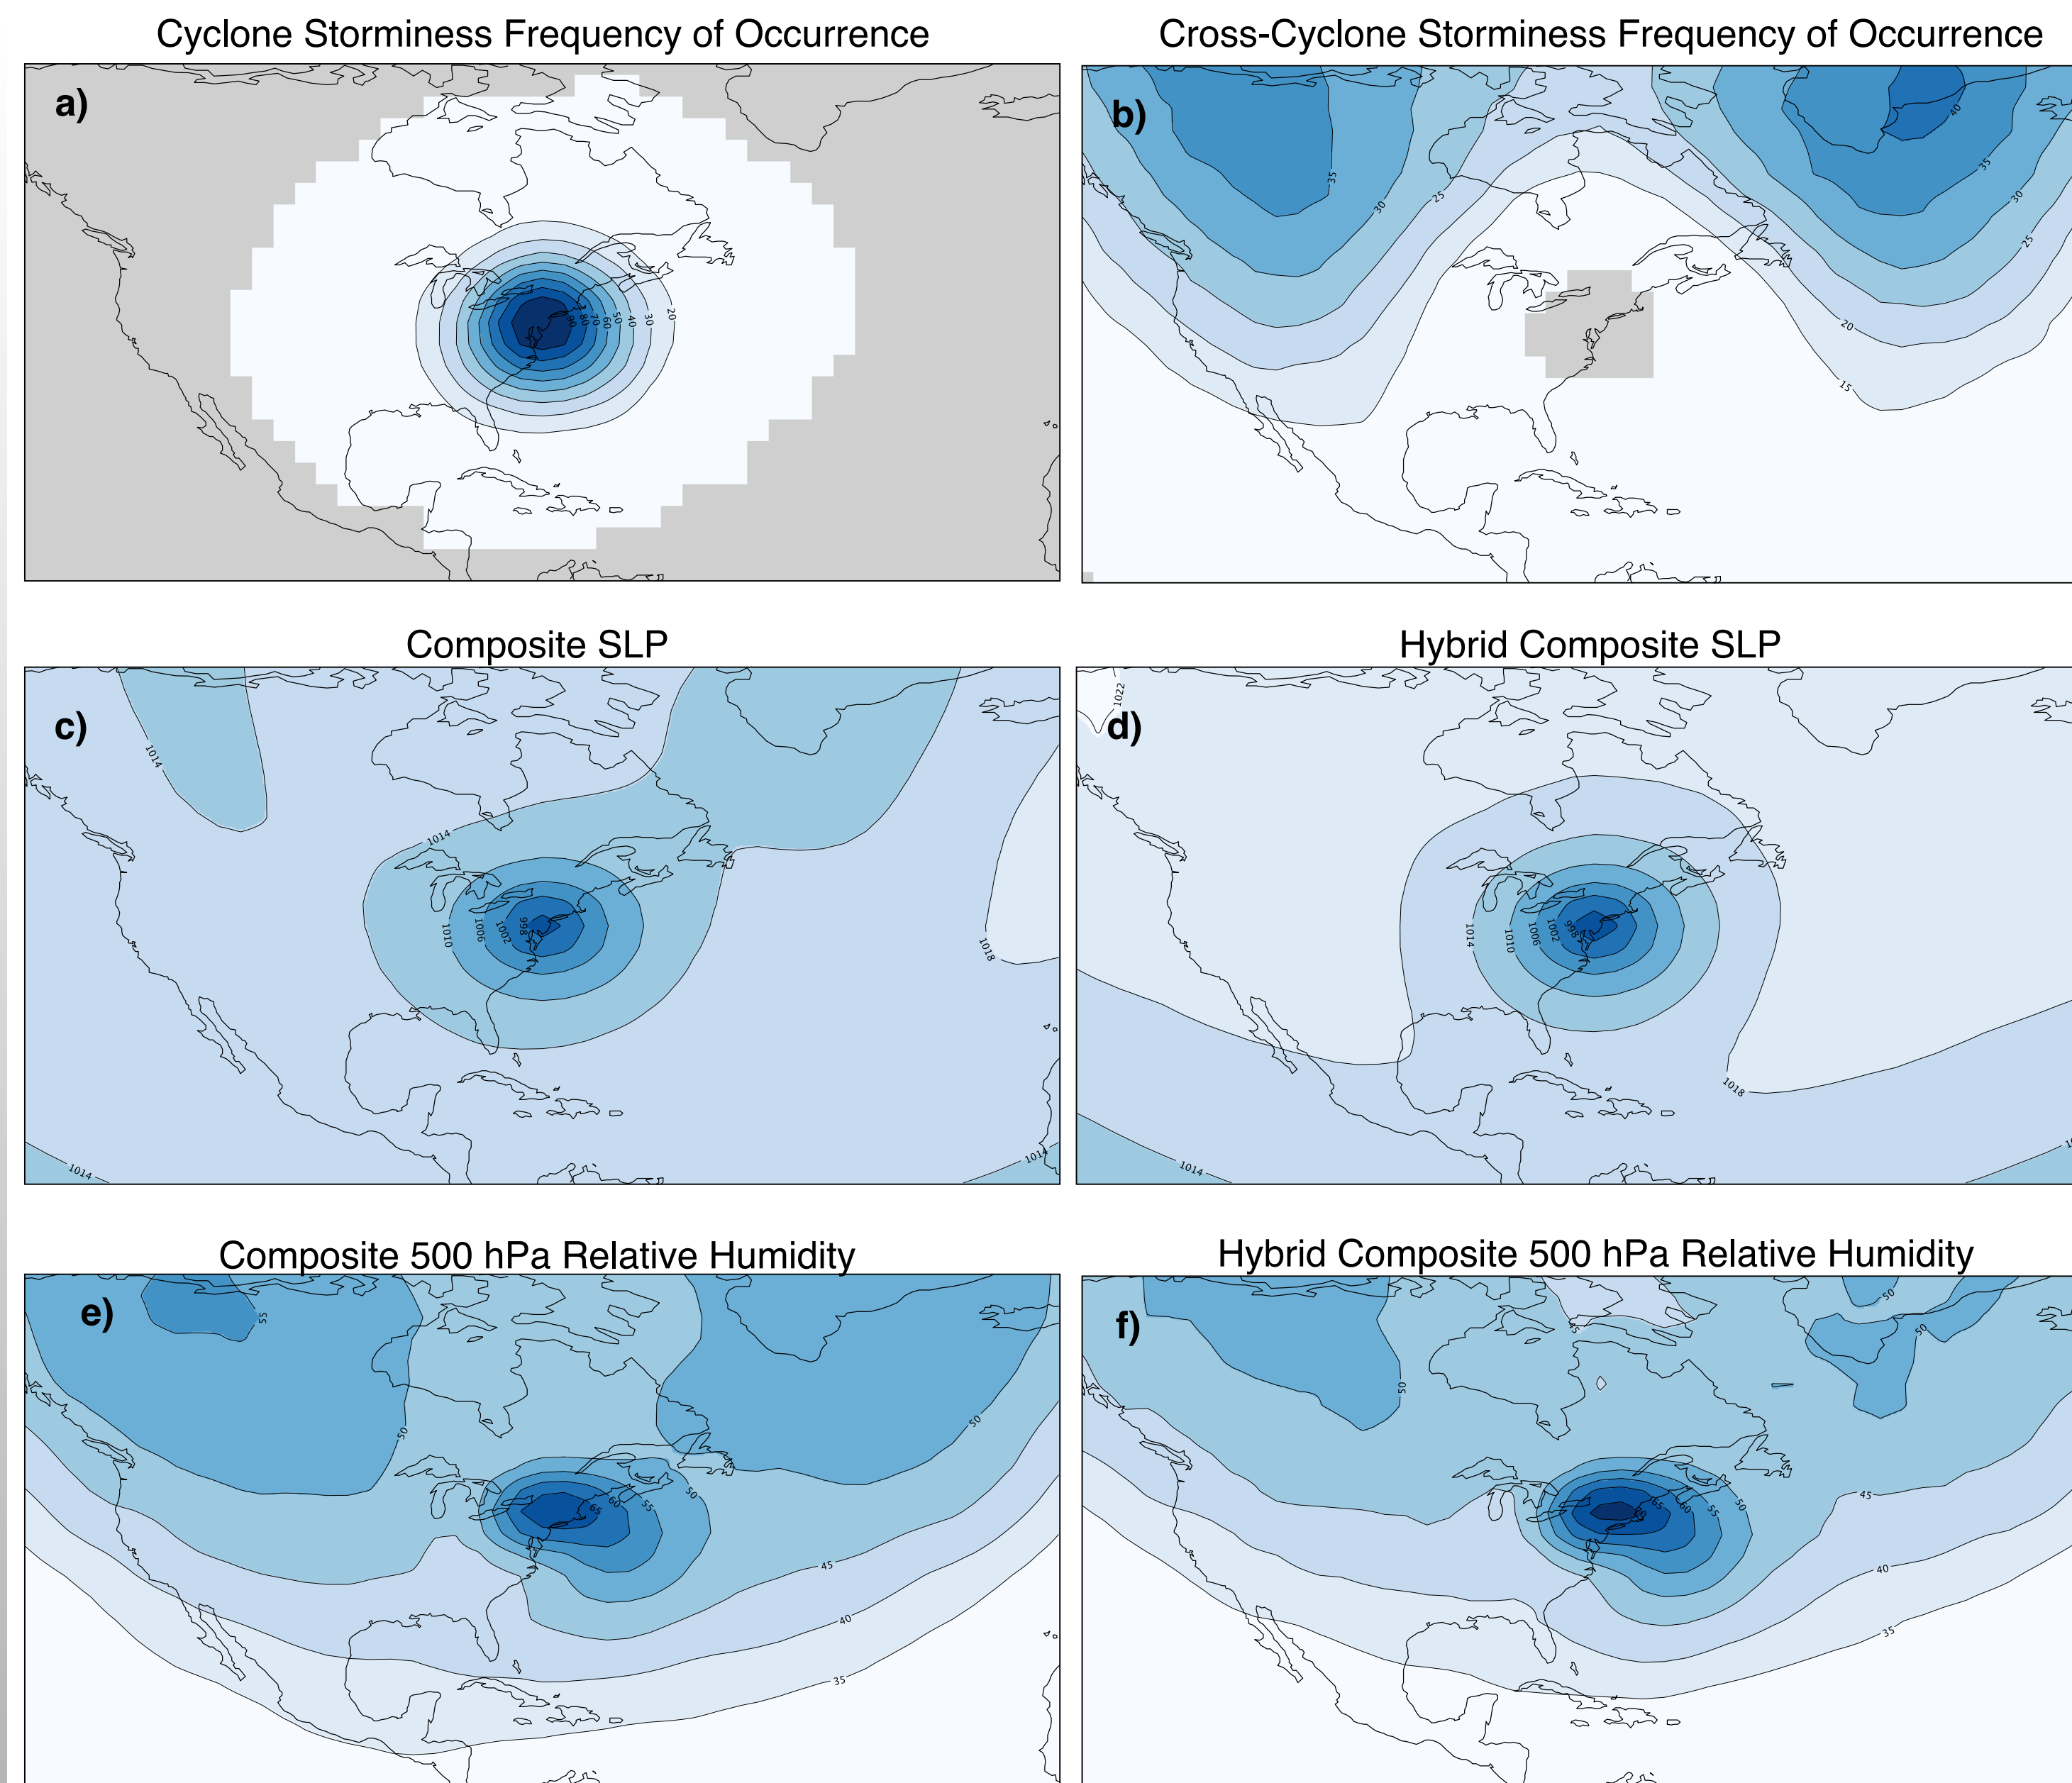 Cyclone Storminess Frequency of Occurrence
a)
90 80 70 60 50 40 30 20
Cross-Cyclone Storminess Frequency of Occurrence
b)
35 30 25 40 35 30 25 20 15
Composite SLP
c)
1014
1014
1010 1006 1002 998
1018
1014
1014
Hybrid Composite SLP
1022
d)
1014 1010 1006 1002 998
1018
1014
Composite 500 hPa Relative Humidity
e)
55
50
50
65 60 55 50
45
40
35
Hybrid Composite 500 hPa Relative Humidity
f)
45
50
50
50
65 60 55 50
45
40
35